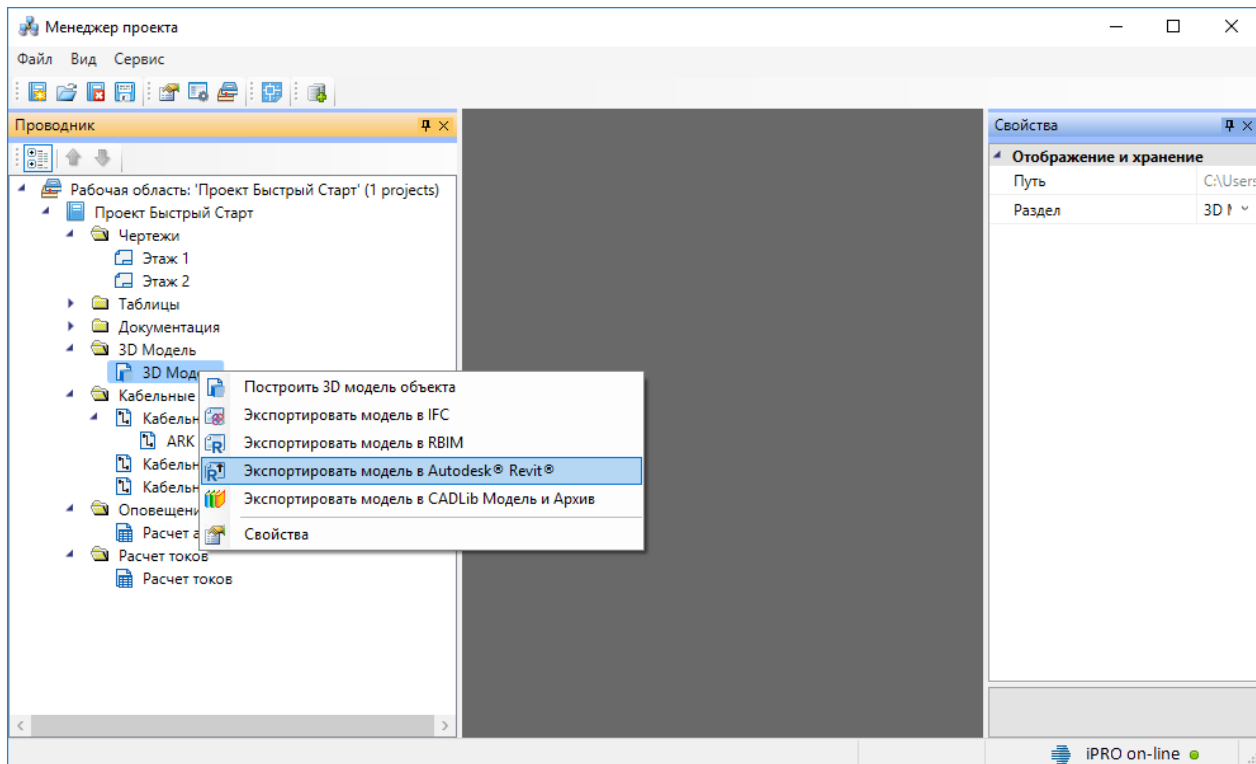 Менеджер проекта
Файл Вид Сервис
Проводник
Рабочая область: 'Проект Быстрый Старт' (1 projects)
Проект Быстрый Старт
Чертежи
Этаж 1
Этаж 2
Таблицы
Документация
3D Модель
3D Мод
Кабельные
Кабельн
ARK
Кабельн
Кабельн
Оповещени
Расчет
Расчет токов
Расчет токов
Построить 3D модель объекта
Экспортировать модель в IFC
Экспортировать модель в RBIM
Экспортировать модель в Autodesk® Revit®
Экспортировать модель в CADLib Модель и Архив
Свойства
Свойства
Отображение и хранение
Путь C:\Users
Раздел 3D
iPRO on-line